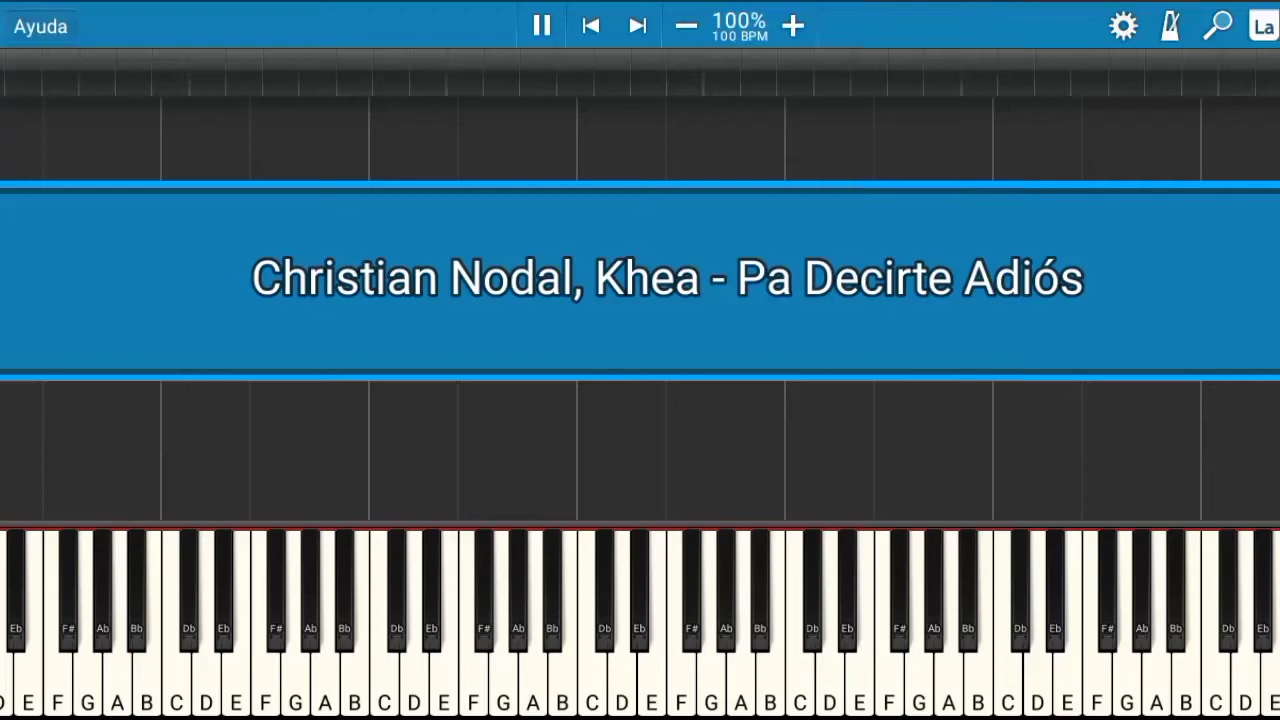 Ayuda
100%
100 BPM
La
Christian Nodal, Khea - Pa Decirte Adiós
Eb F# Ab Bb Db Eb F# Ab Bb Db Eb F# Ab Bb Db Eb F# Ab Bb Db Eb F# Ab Bb Db Eb F# Ab Bb Db Eb
D E F G A B C D E F G A B C D E F G A B C D E F G A B C D E F G A B C D E F G A B C D E